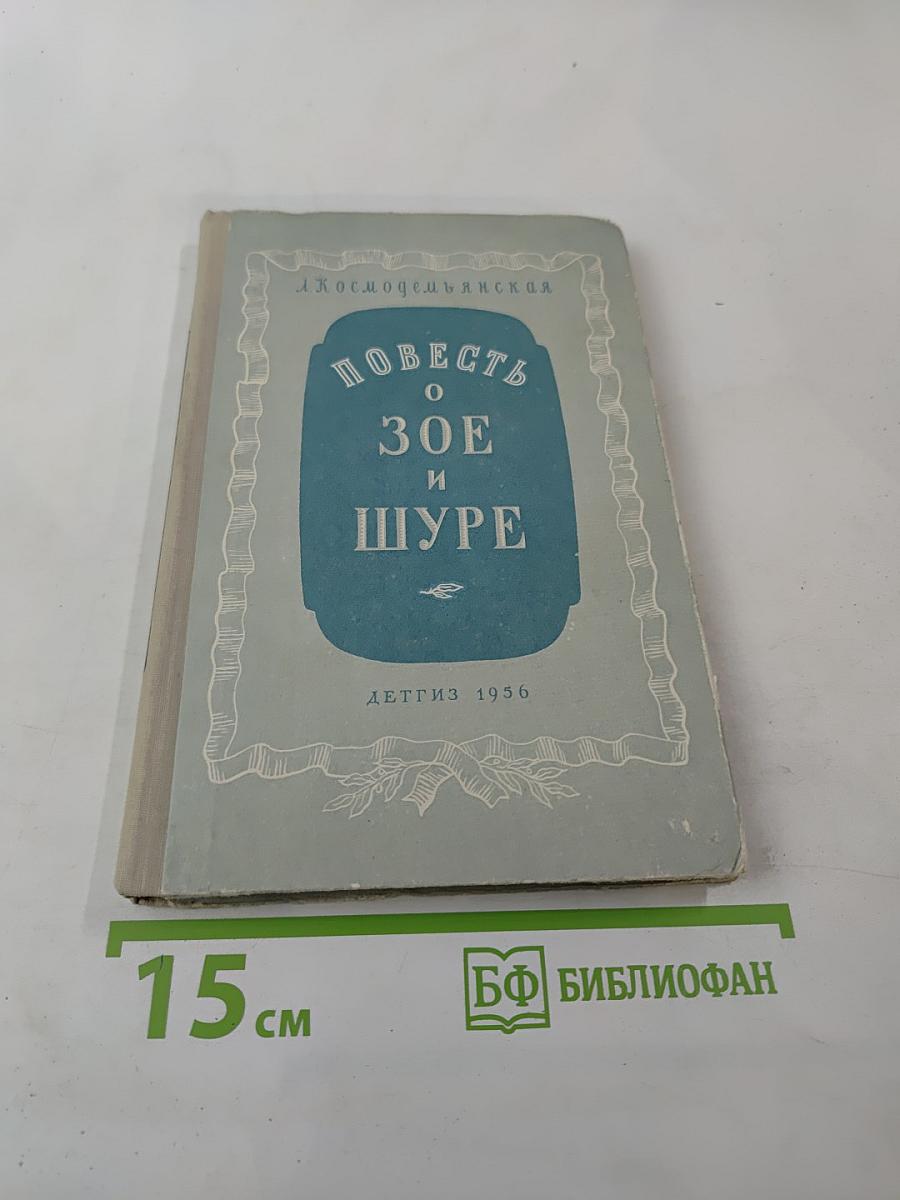 Л. Космодемьянская
ПОВЕСТЬ
О
ЗОЕ
И
ШУРЕ
ДЕТГИЗ 1956
15 см
БФ БИБЛИОФАН